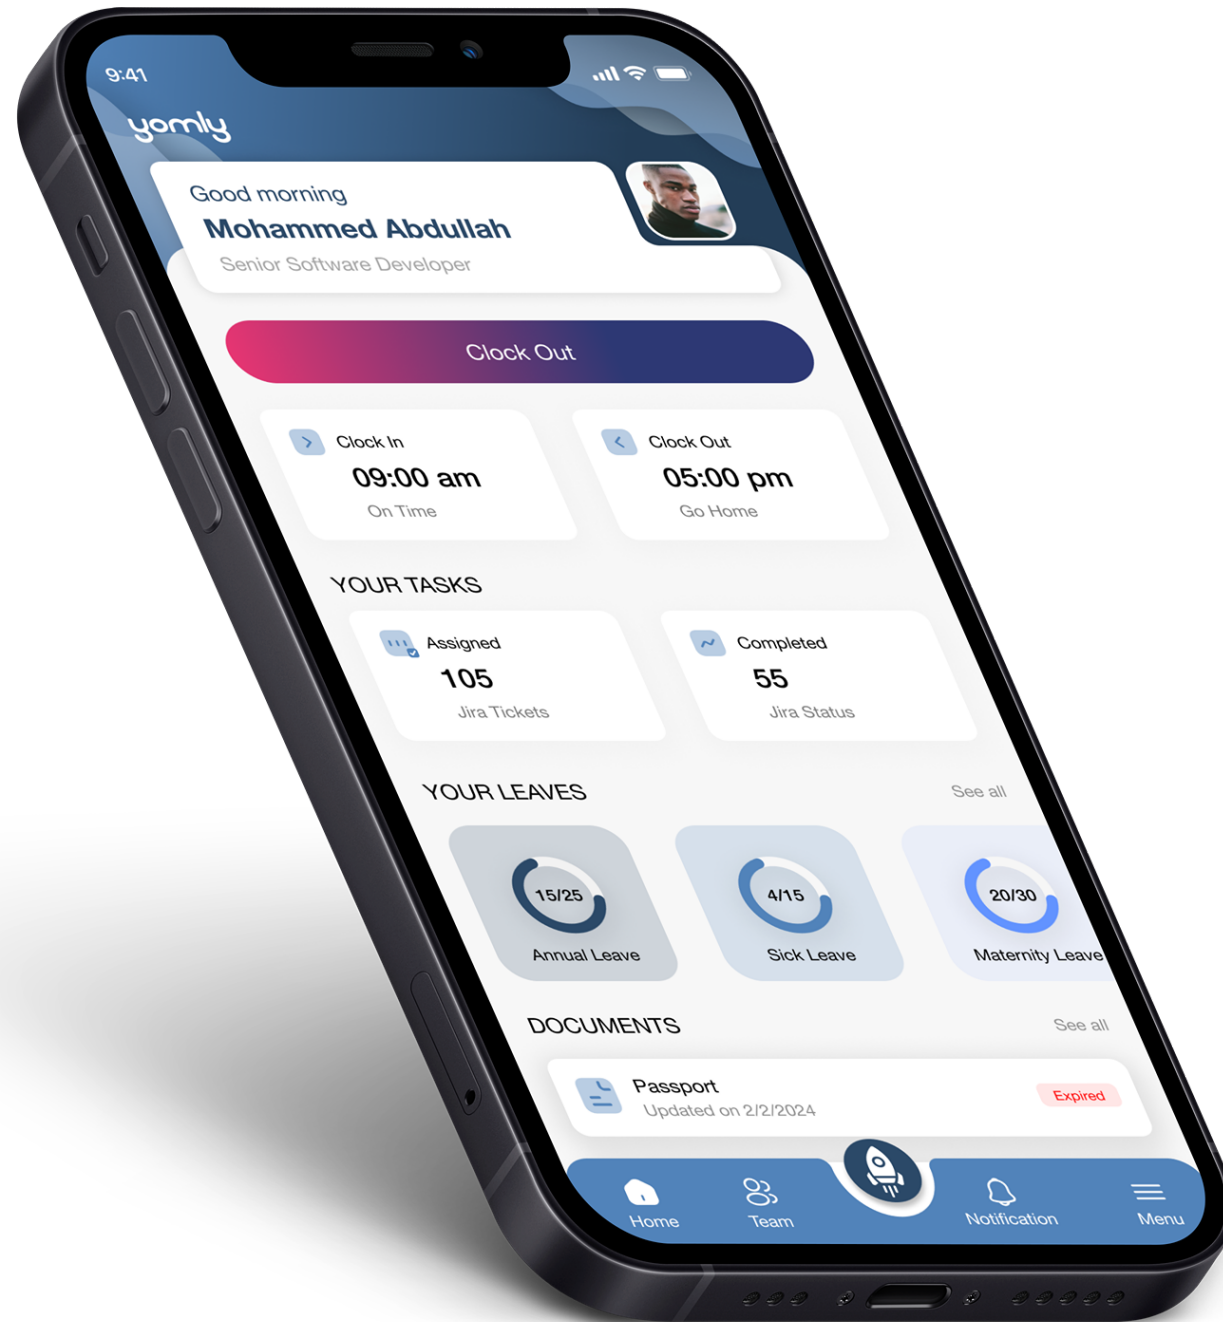 9:41
yomly
Good morning
Mohammed Abdullah
Senior Software Developer
Clock Out
Clock In
09:00 am
On Time
Clock Out
05:00 pm
Go Home
YOUR TASKS
Assigned
105
Jira Tickets
Completed
55
Jira Status
YOUR LEAVES
See all
15/25
Annual Leave
4/15
Sick Leave
20/30
Maternity Leave
DOCUMENTS
See all
Passport
Updated on 2/2/2024
Expired
Home
Team
Notification
Menu